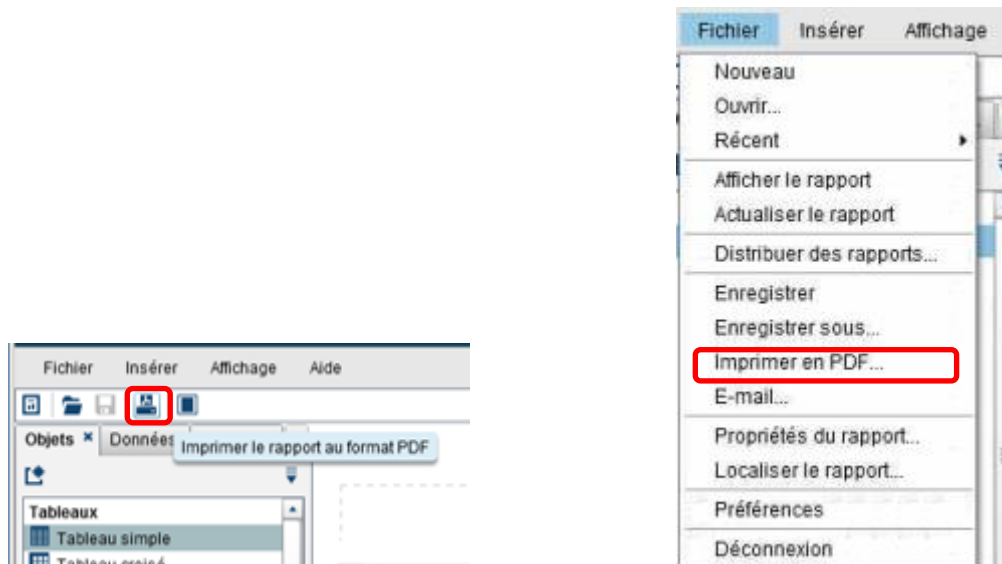 Fichier Insérer Affichage Aide
Imprimer le rapport au format PDF
Objets Données
Tableaux
Tableau simple
Tableau croisé
Fichier Insérer Affichage
Nouveau
Ouvrir...
Récent
Afficher le rapport
Actualiser le rapport
Distribuer des rapports...
Enregistrer
Enregistrer sous...
Imprimer en PDF...
E-mail...
Propriétés du rapport...
Localiser le rapport...
Préférences
Déconnexion